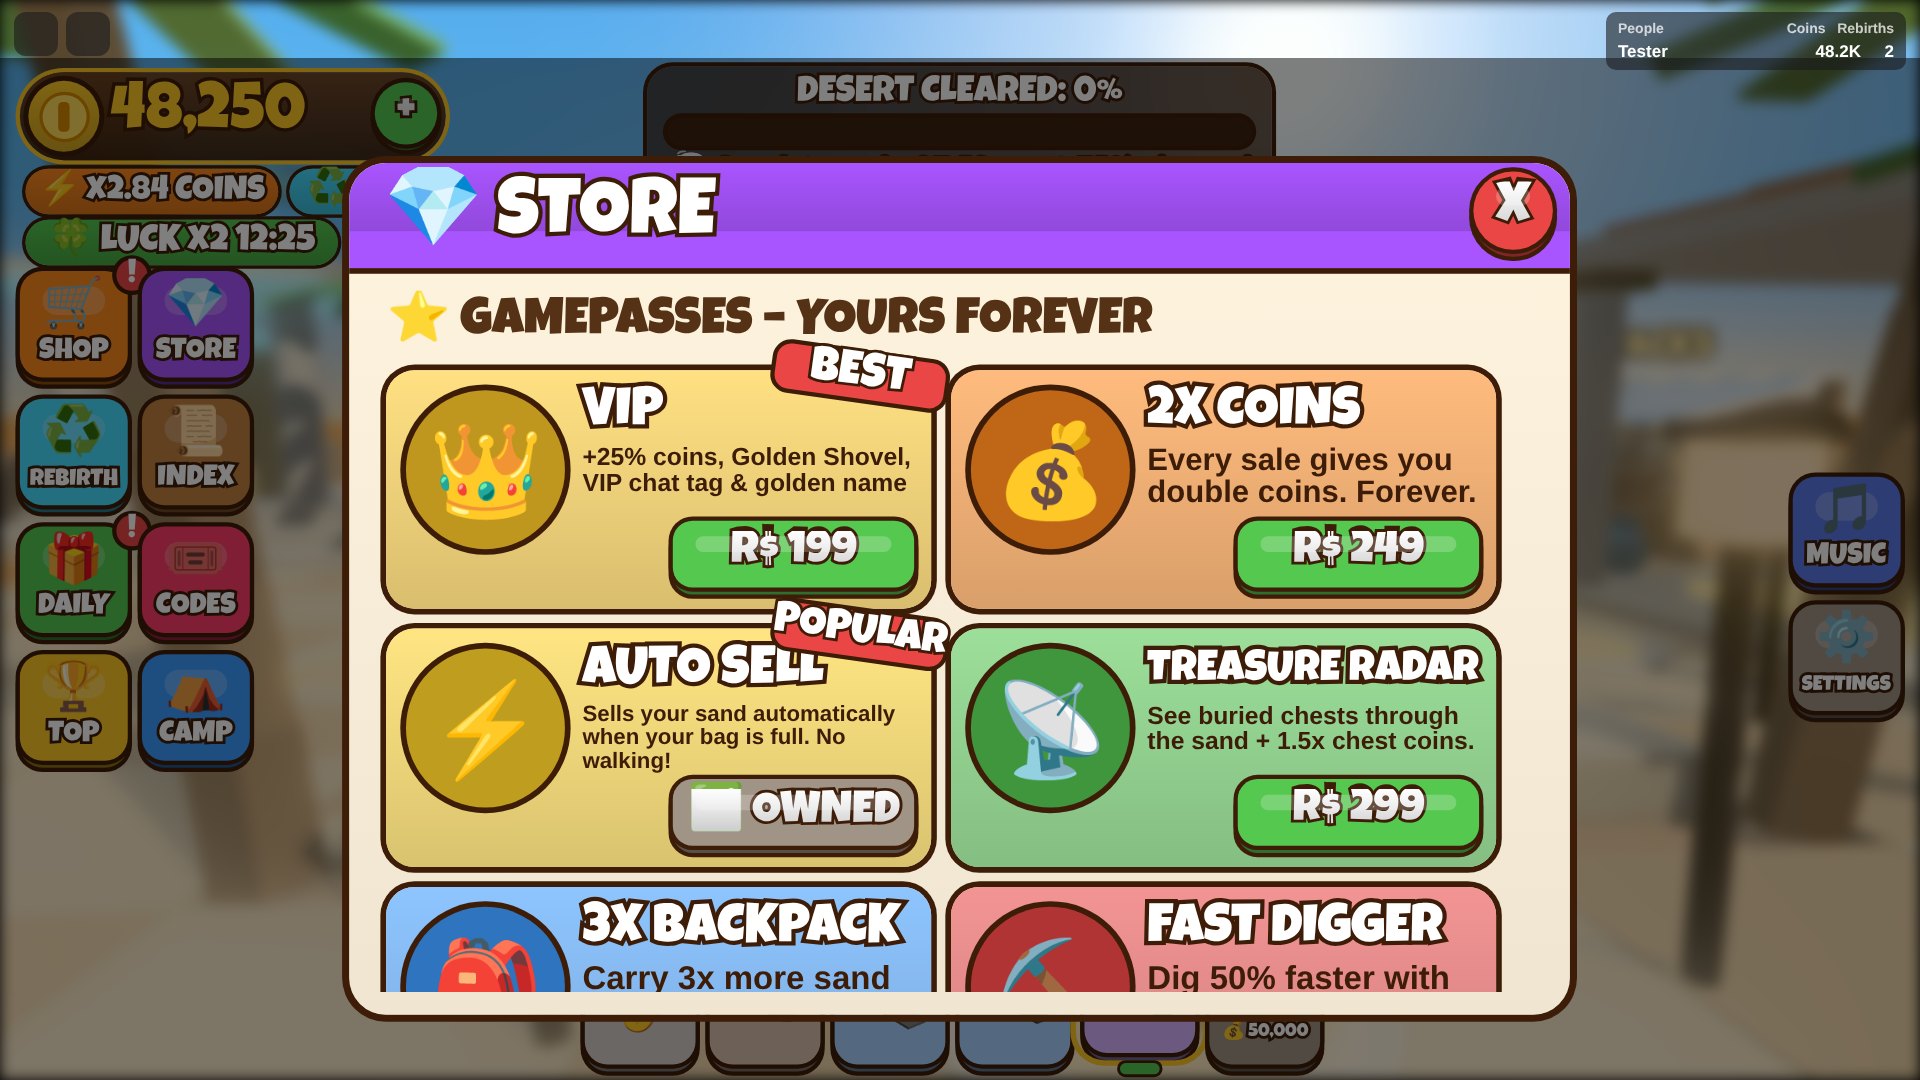 People Coins Rebirths
Tester 48.2K 2
48,250
+
DESERT CLEARED: 0%
X2.84 COINS
LUCK X2 12:25
STORE
X
SHOP
!
STORE
REBIRTH
INDEX
DAILY
!
CODES
TOP
CAMP
MUSIC
SETTINGS
GAMEPASSES - YOURS FOREVER
VIP
BEST
+25% coins, Golden Shovel,
VIP chat tag & golden name
R$ 199
2X COINS
Every sale gives you
double coins. Forever.
R$ 249
AUTO SELL
POPULAR
Sells your sand automatically
when your bag is full. No
walking!
OWNED
TREASURE RADAR
See buried chests through
the sand + 1.5x chest coins.
R$ 299
3X BACKPACK
Carry 3x more sand
FAST DIGGER
Dig 50% faster with
50,000